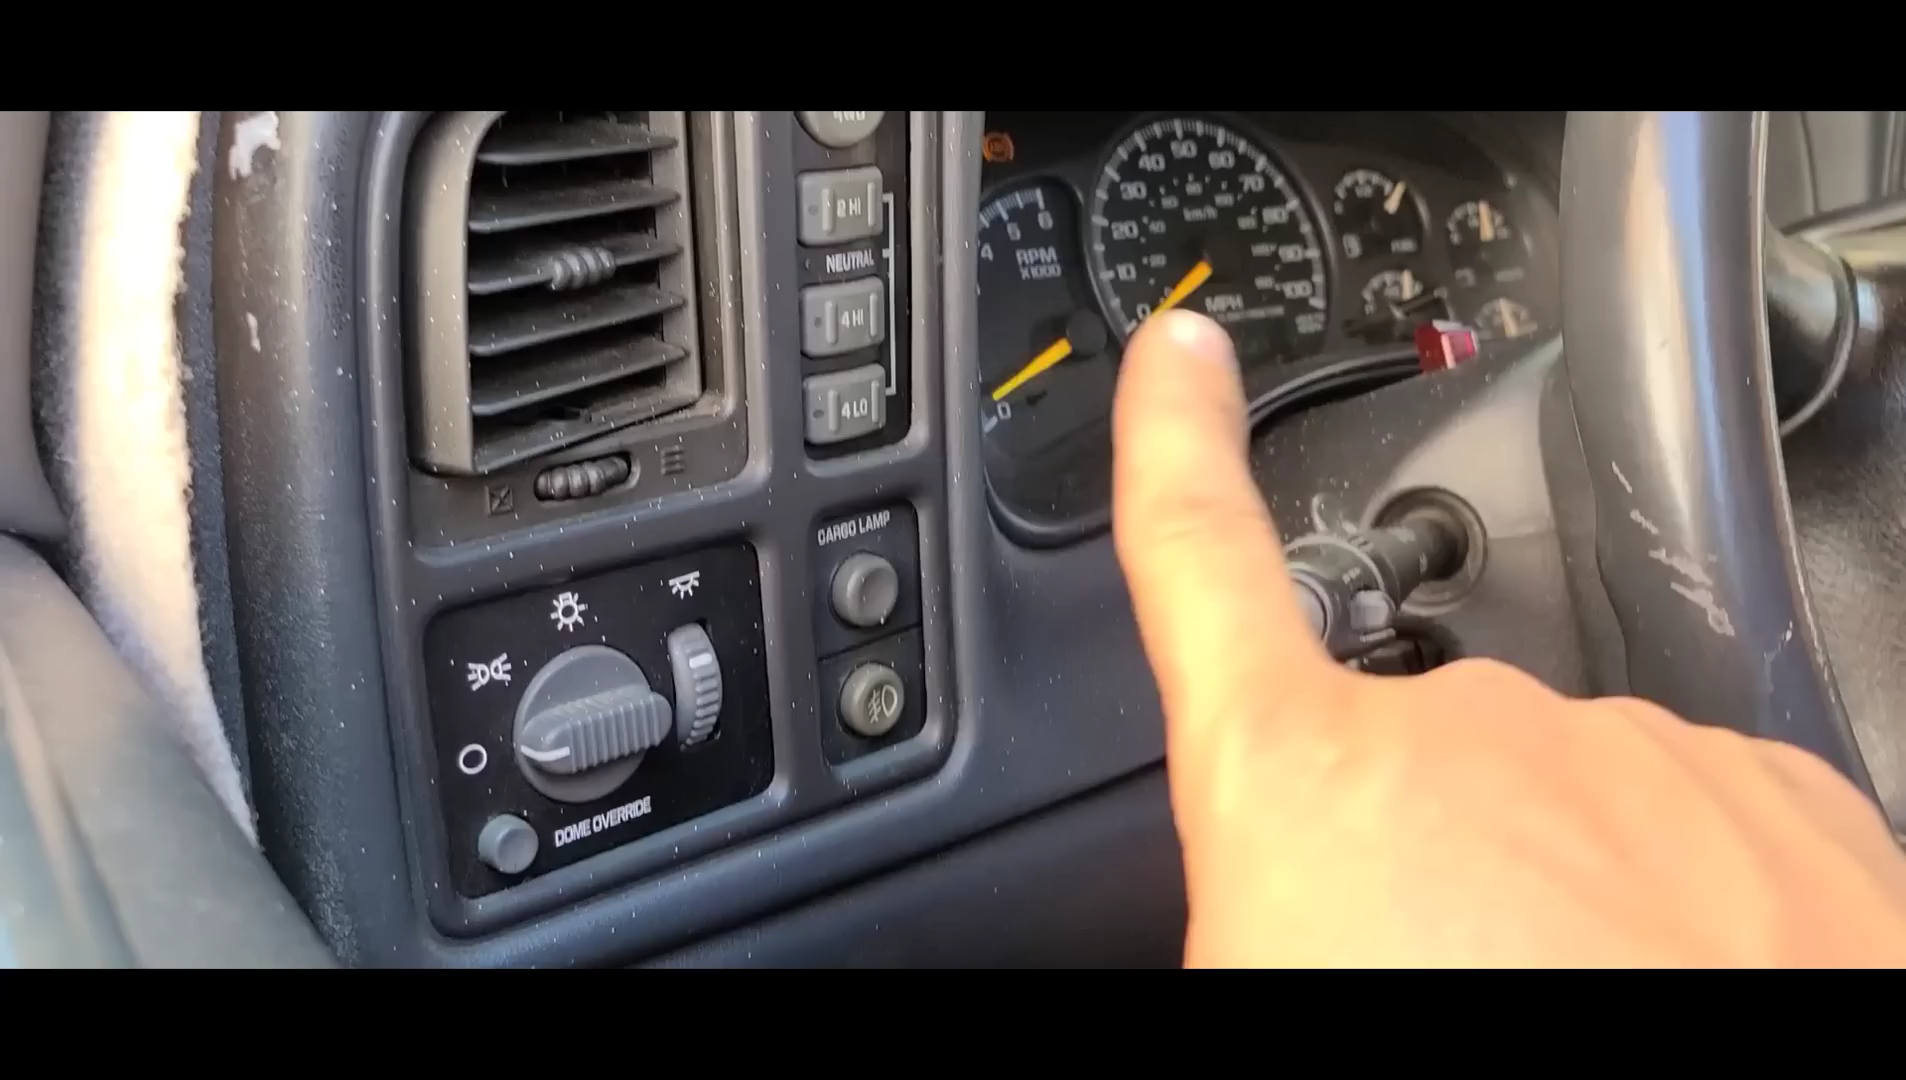 4WD
2 HI
NEUTRAL
4 HI
4 LO
CARGO LAMP
DOME OVERRIDE
4 5 6
RPM
X1000
0
0 10 20 30 40 50 60 70 80 90 100
km/h
MPH